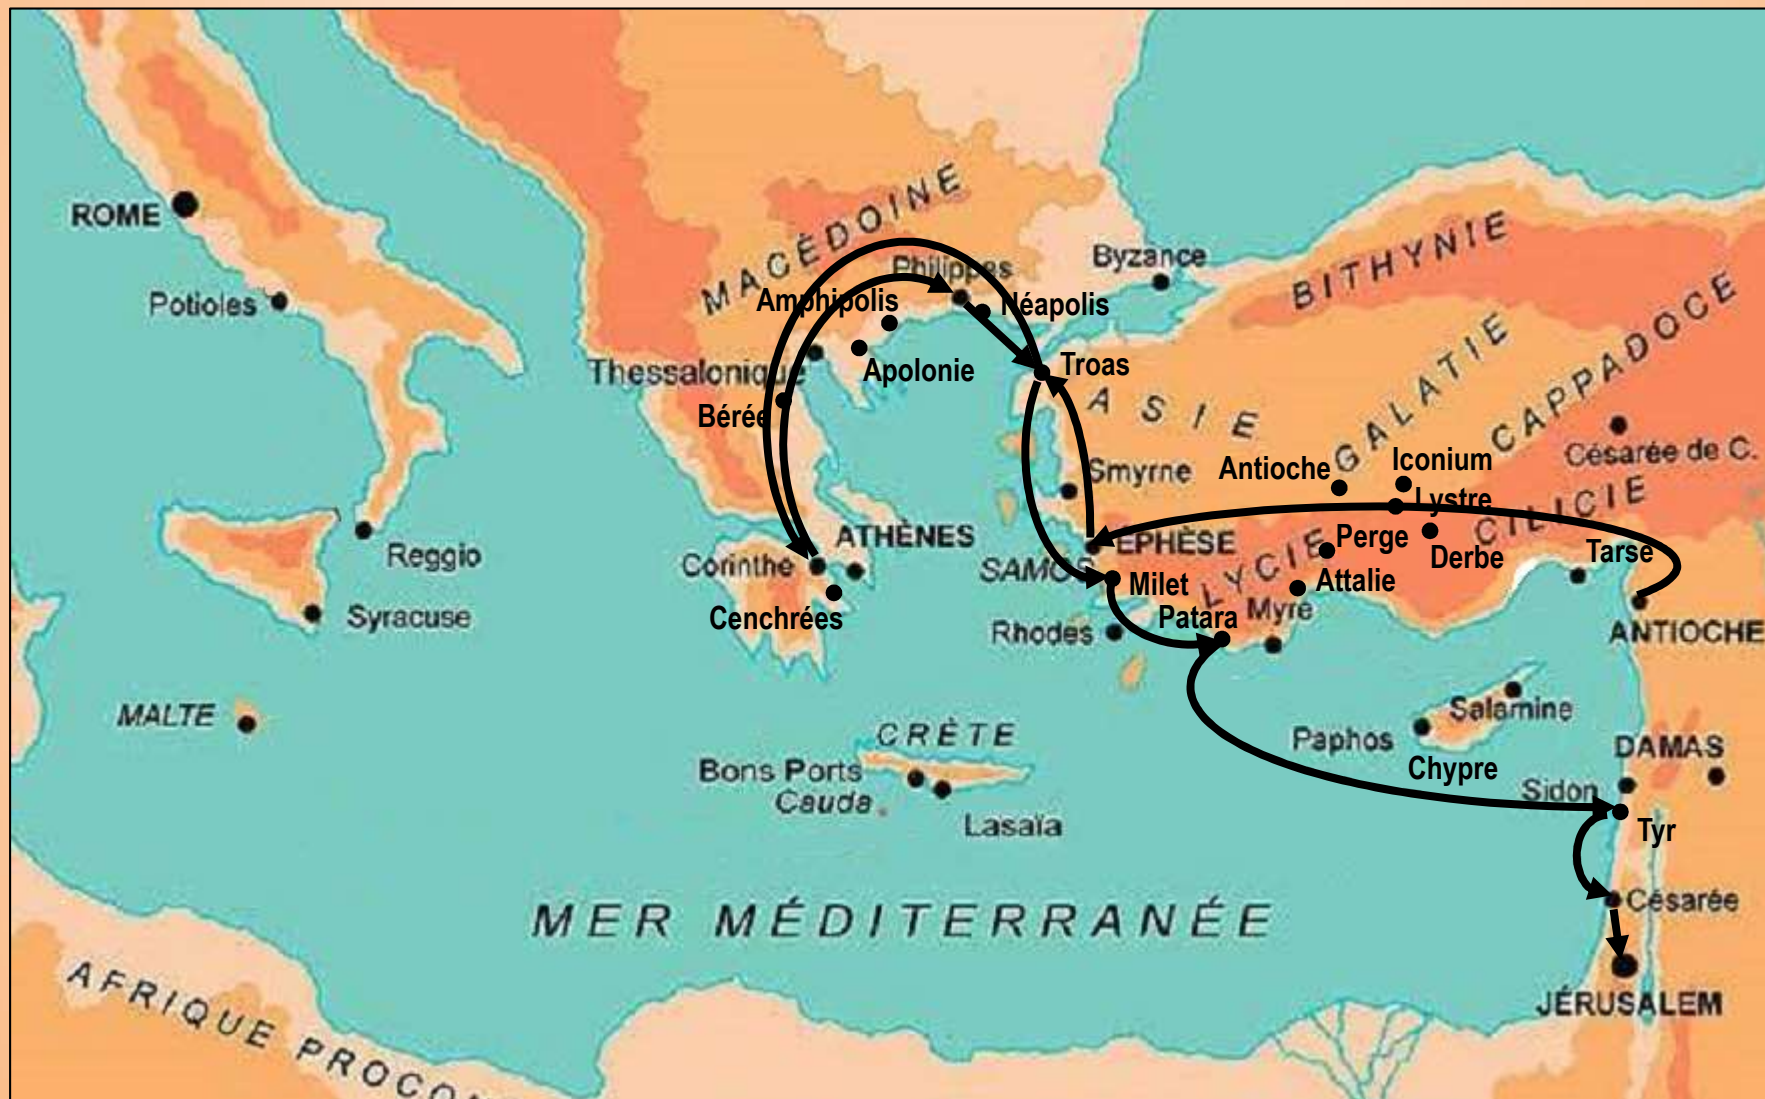 MACÉDOINE
ROME
Byzance
BITHYNIE
Philippes
Potioles
Amphipolis
Néapolis
CAPPADOCE
Thessalonique
Apolonie
Troas
GALATIE
ASIE
Bérée
Césarée de C.
Smyrne
Antioche
Iconium
Lystre
CILICIE
ATHÈNES
ÉPHÈSE
Perge
Derbe
Tarse
Reggio
Corinthe
SAMOS
Milet
LYCIE
Attalie
Syracuse
Cenchrées
Patara
Myre
Rhodes
ANTIOCHE
MALTE
Salamine
CRÈTE
Paphos
DAMAS
Chypre
Bons Ports
Cauda
Sidon
Lasaïa
Tyr
MER MÉDITERRANÉE
Césarée
JÉRUSALEM
AFRIQUE PROCON